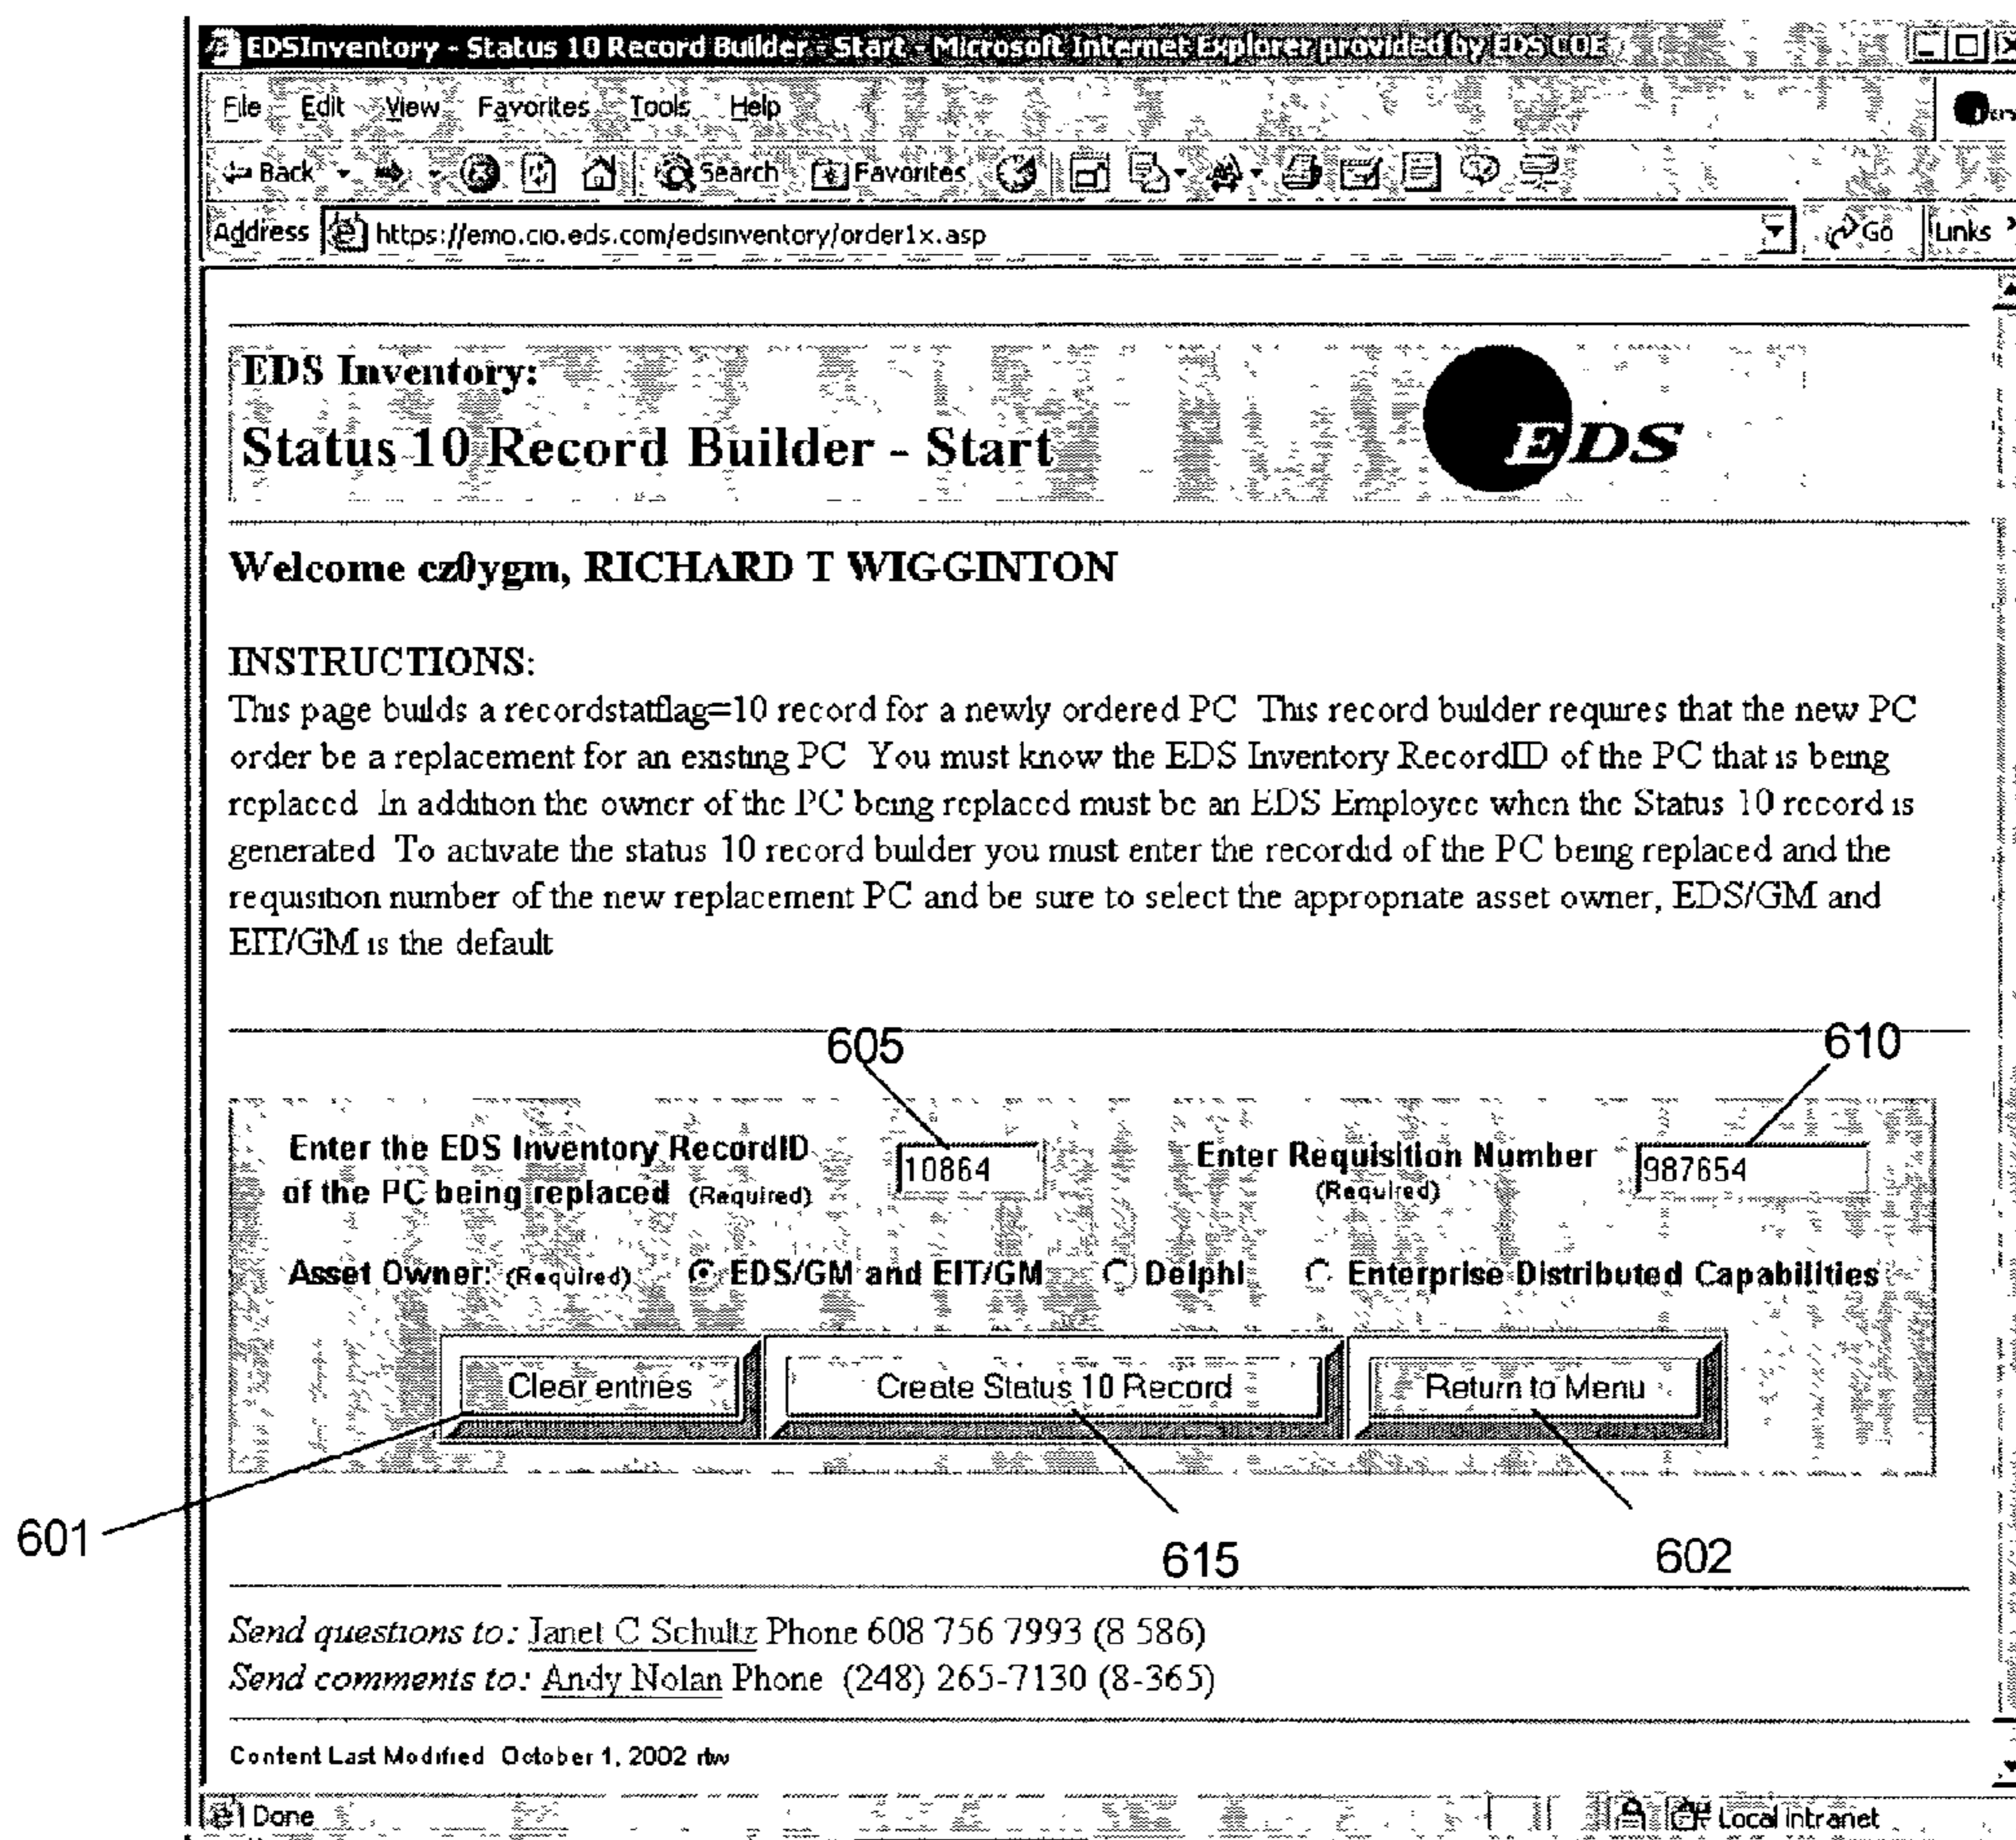 EDSInventory - Status 10 Record Builder - Start - Microsoft Internet Explorer provided by EDS COE
File Edit View Favorites Tools Help
Back Search Favorites
Address https://emo.cio.eds.com/edsinventory/order1x.asp Go Links
EDS Inventory:
Status 10 Record Builder - Start
EDS
Welcome cz0ygm, RICHARD T WIGGINTON
INSTRUCTIONS:
This page builds a recordstatflag=10 record for a newly ordered PC This record builder requires that the new PC
order be a replacement for an existing PC You must know the EDS Inventory RecordID of the PC that is being
replaced In addition the owner of the PC being replaced must be an EDS Employee when the Status 10 record is
generated To activate the status 10 record builder you must enter the recordid of the PC being replaced and the
requisition number of the new replacement PC and be sure to select the appropriate asset owner, EDS/GM and
EIT/GM is the default
605 610
Enter the EDS Inventory RecordID
of the PC being replaced (Required)
10864
Enter Requisition Number
(Required)
987654
Asset Owner: (Required) EDS/GM and EIT/GM Delphi Enterprise Distributed Capabilities
Clear entries Create Status 10 Record Return to Menu
601 615 602
Send questions to: Janet C Schultz Phone 608 756 7993 (8 586)
Send comments to: Andy Nolan Phone (248) 265-7130 (8-365)
Content Last Modified October 1, 2002 rtw
Done Local intranet